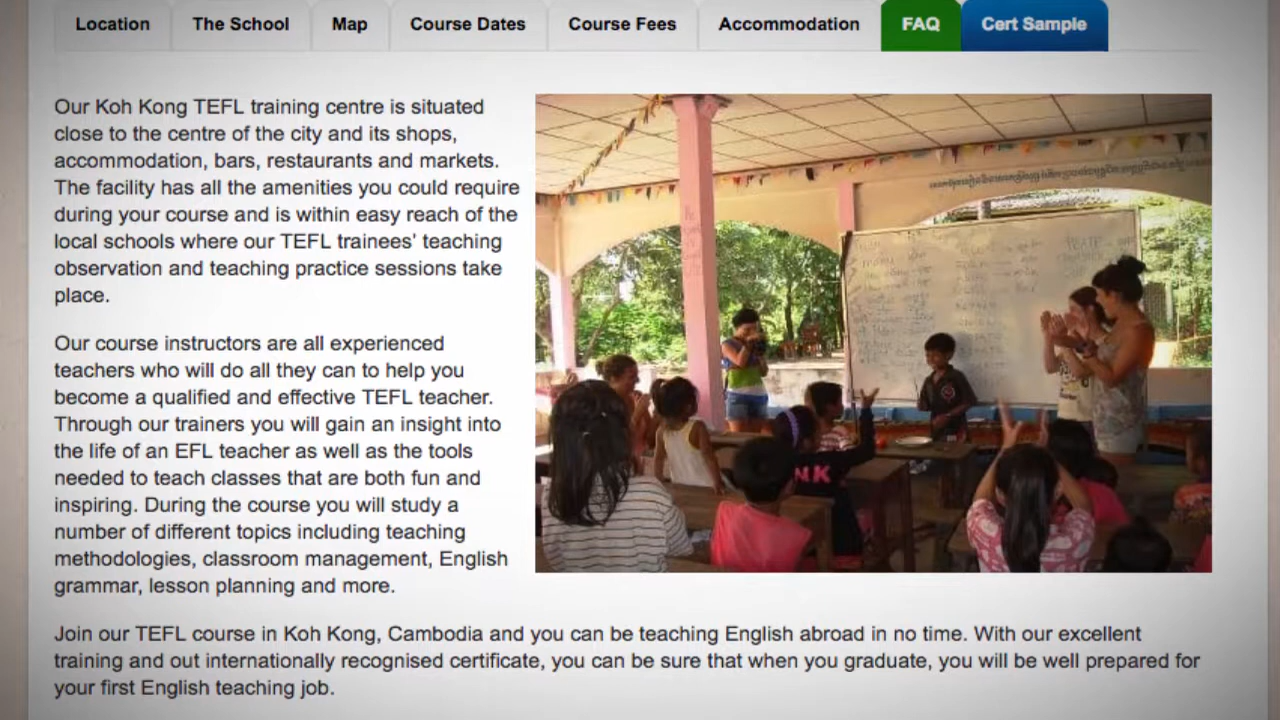 Location The School Map Course Dates Course Fees Accommodation FAQ Cert Sample
Our Koh Kong TEFL training centre is situated
close to the centre of the city and its shops,
accommodation, bars, restaurants and markets.
The facility has all the amenities you could require
during your course and is within easy reach of the
local schools where our TEFL trainees’ teaching
observation and teaching practice sessions take
place.
Our course instructors are all experienced
teachers who will do all they can to help you
become a qualified and effective TEFL teacher.
Through our trainers you will gain an insight into
the life of an EFL teacher as well as the tools
needed to teach classes that are both fun and
inspiring. During the course you will study a
number of different topics including teaching
methodologies, classroom management, English
grammar, lesson planning and more.
Join our TEFL course in Koh Kong, Cambodia and you can be teaching English abroad in no time. With our excellent
training and out internationally recognised certificate, you can be sure that when you graduate, you will be well prepared for
your first English teaching job.